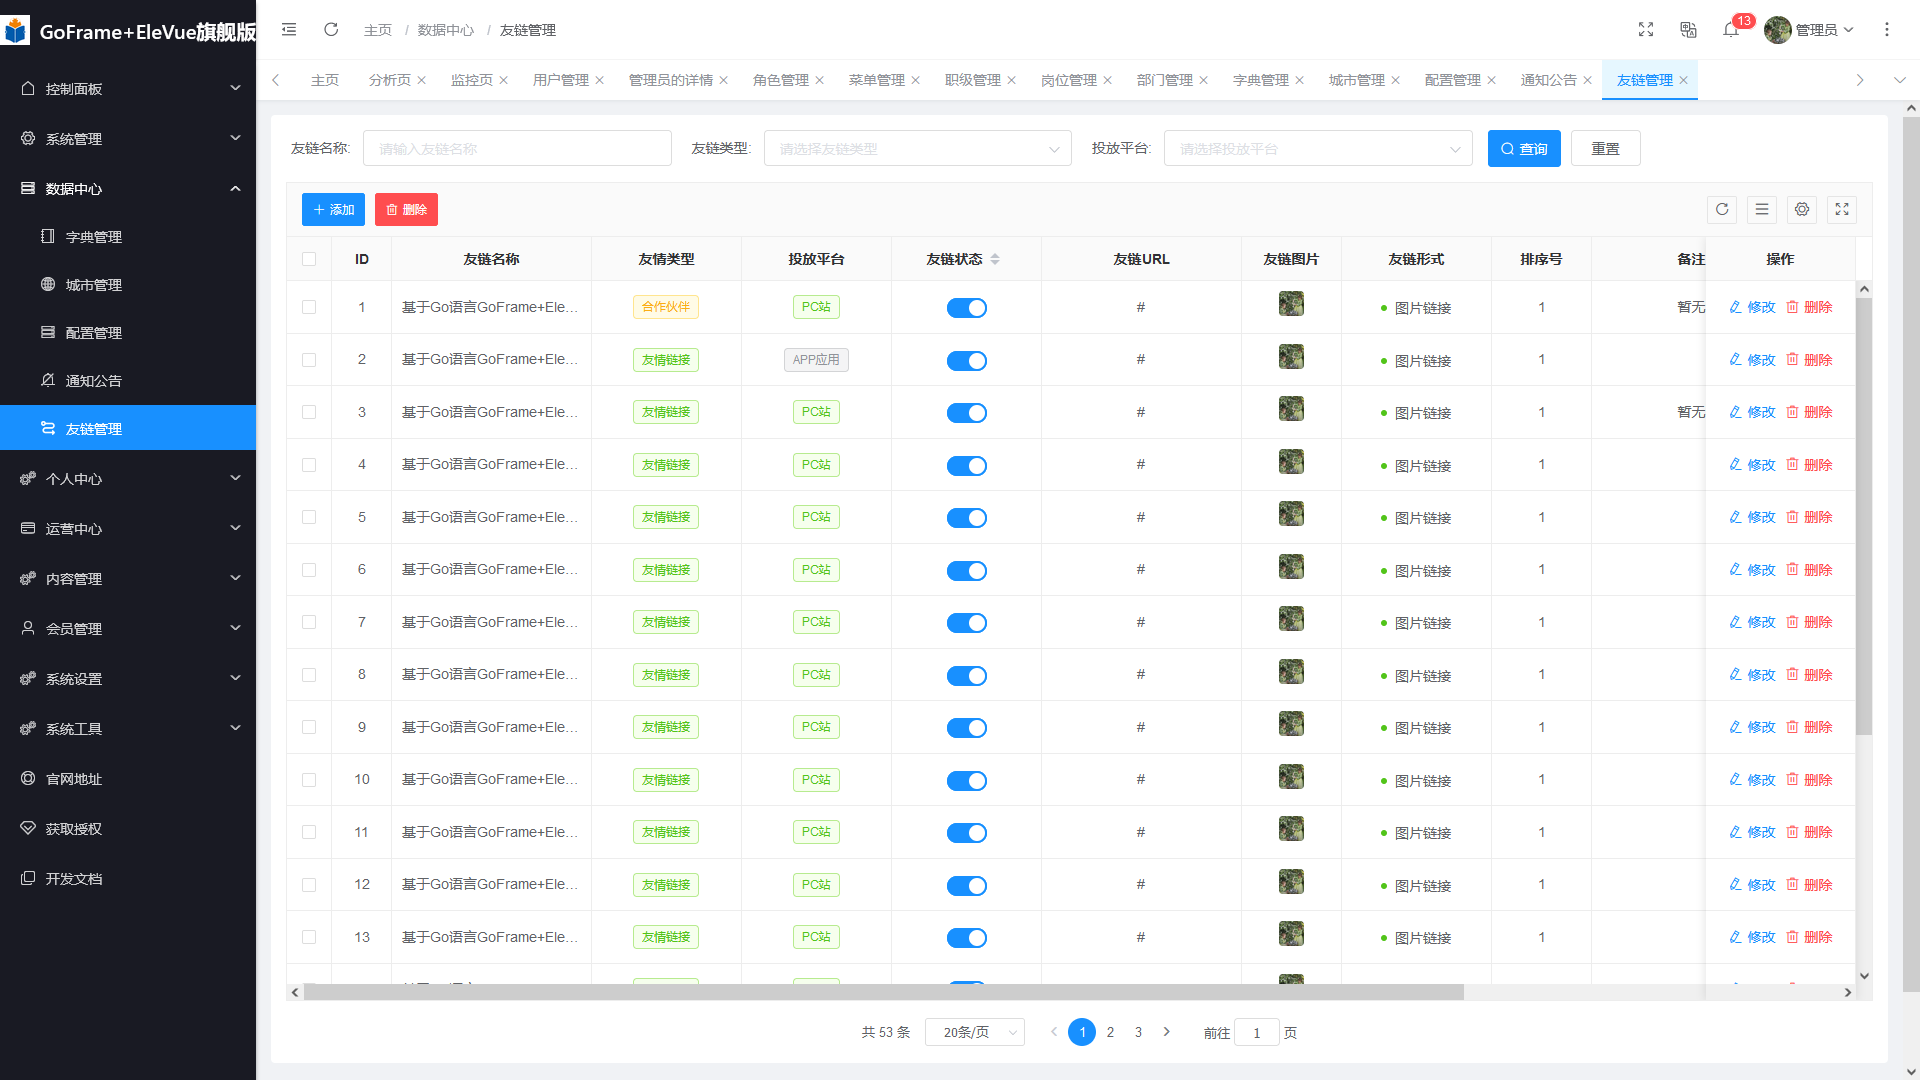 GoFrame+EleVue旗舰版
主页 / 数据中心 / 友链管理
13
管理员
控制面板
系统管理
数据中心
字典管理
城市管理
配置管理
通知公告
友链管理
个人中心
运营中心
内容管理
会员管理
系统设置
系统工具
官网地址
获取授权
开发文档
主页 分析页 监控页 用户管理 管理员的详情 角色管理 菜单管理 职级管理 岗位管理 部门管理 字典管理 城市管理 配置管理 通知公告 友链管理
友链名称: 请输入友链名称 友链类型: 请选择友链类型 投放平台: 请选择投放平台 查询 重置
添加 删除
ID 友链名称 友情类型 投放平台 友链状态 友链URL 友链图片 友链形式 排序号 备注 操作
1 基于Go语言GoFrame+Ele... 合作伙伴 PC站 # 图片链接 1 暂无 修改 删除
2 基于Go语言GoFrame+Ele... 友情链接 APP应用 # 图片链接 1 修改 删除
3 基于Go语言GoFrame+Ele... 友情链接 PC站 # 图片链接 1 暂无 修改 删除
4 基于Go语言GoFrame+Ele... 友情链接 PC站 # 图片链接 1 修改 删除
5 基于Go语言GoFrame+Ele... 友情链接 PC站 # 图片链接 1 修改 删除
6 基于Go语言GoFrame+Ele... 友情链接 PC站 # 图片链接 1 修改 删除
7 基于Go语言GoFrame+Ele... 友情链接 PC站 # 图片链接 1 修改 删除
8 基于Go语言GoFrame+Ele... 友情链接 PC站 # 图片链接 1 修改 删除
9 基于Go语言GoFrame+Ele... 友情链接 PC站 # 图片链接 1 修改 删除
10 基于Go语言GoFrame+Ele... 友情链接 PC站 # 图片链接 1 修改 删除
11 基于Go语言GoFrame+Ele... 友情链接 PC站 # 图片链接 1 修改 删除
12 基于Go语言GoFrame+Ele... 友情链接 PC站 # 图片链接 1 修改 删除
13 基于Go语言GoFrame+Ele... 友情链接 PC站 # 图片链接 1 修改 删除
共 53 条 20条/页 1 2 3 前往 1 页